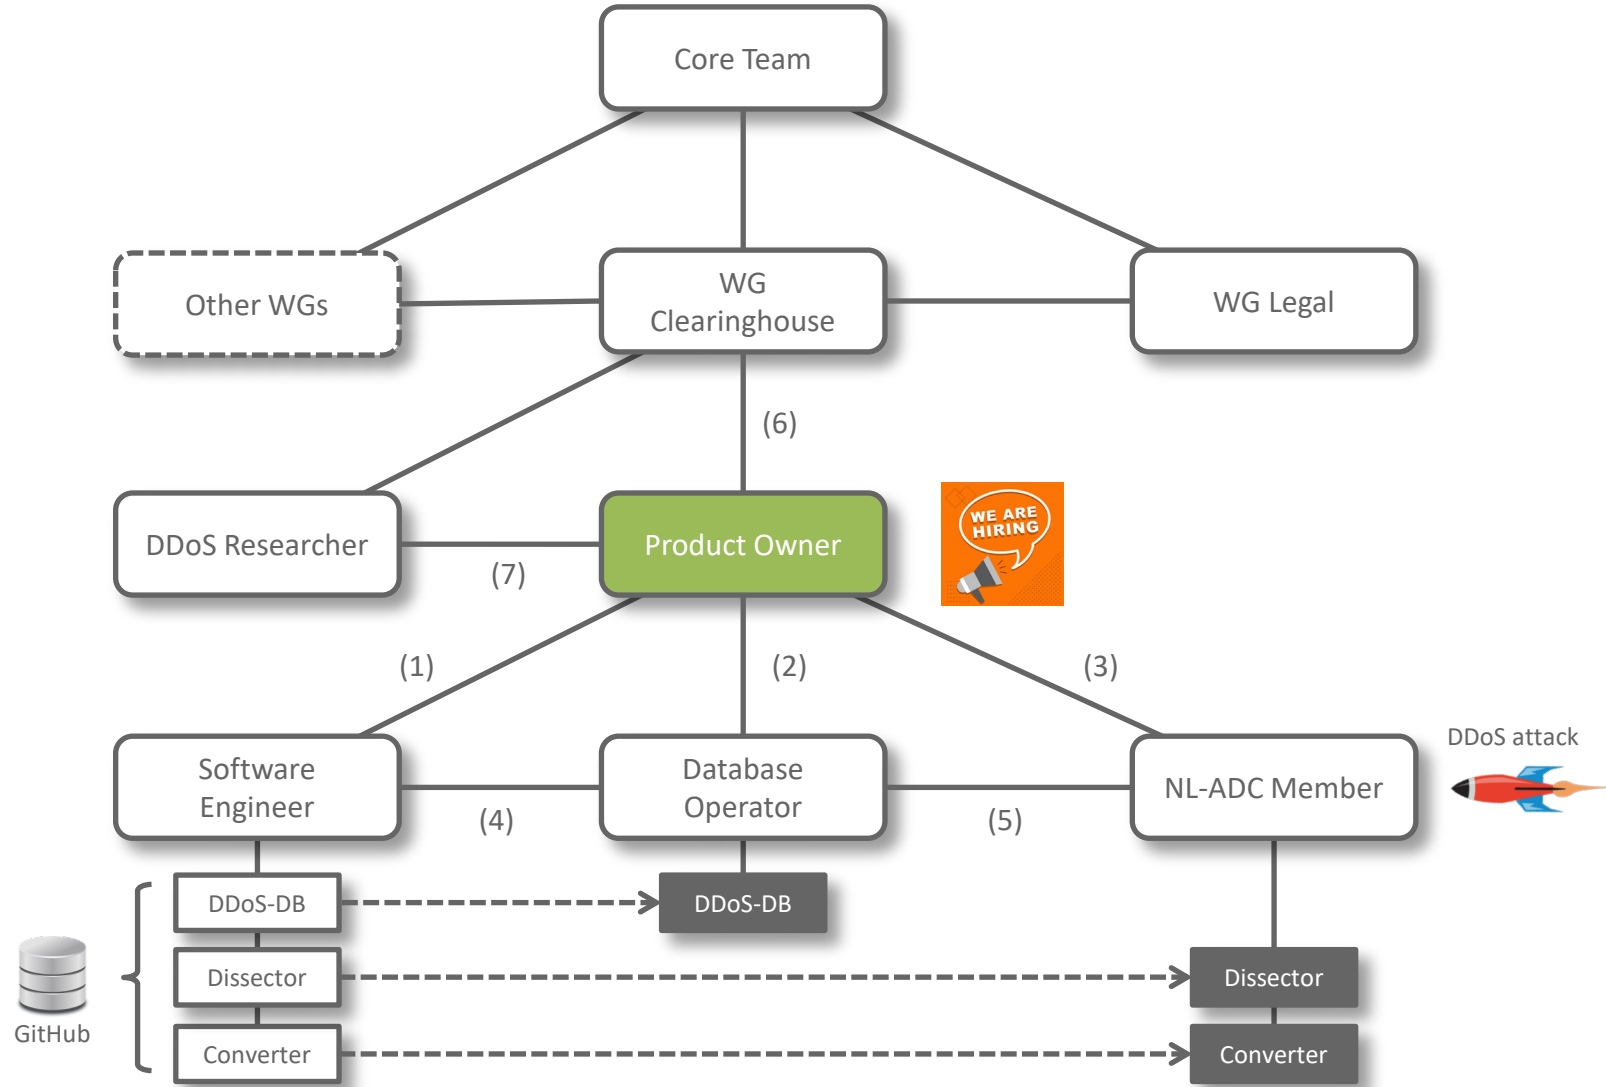 Core Team
Other WGs
WG
Clearinghouse
WG Legal
(6)
DDoS Researcher
(7)
Product Owner
WE ARE
HIRING
(1)
(2)
(3)
Software
Engineer
(4)
Database
Operator
(5)
NL-ADC Member
DDoS attack
DDoS-DB
DDoS-DB
Dissector
Dissector
GitHub
Converter
Converter